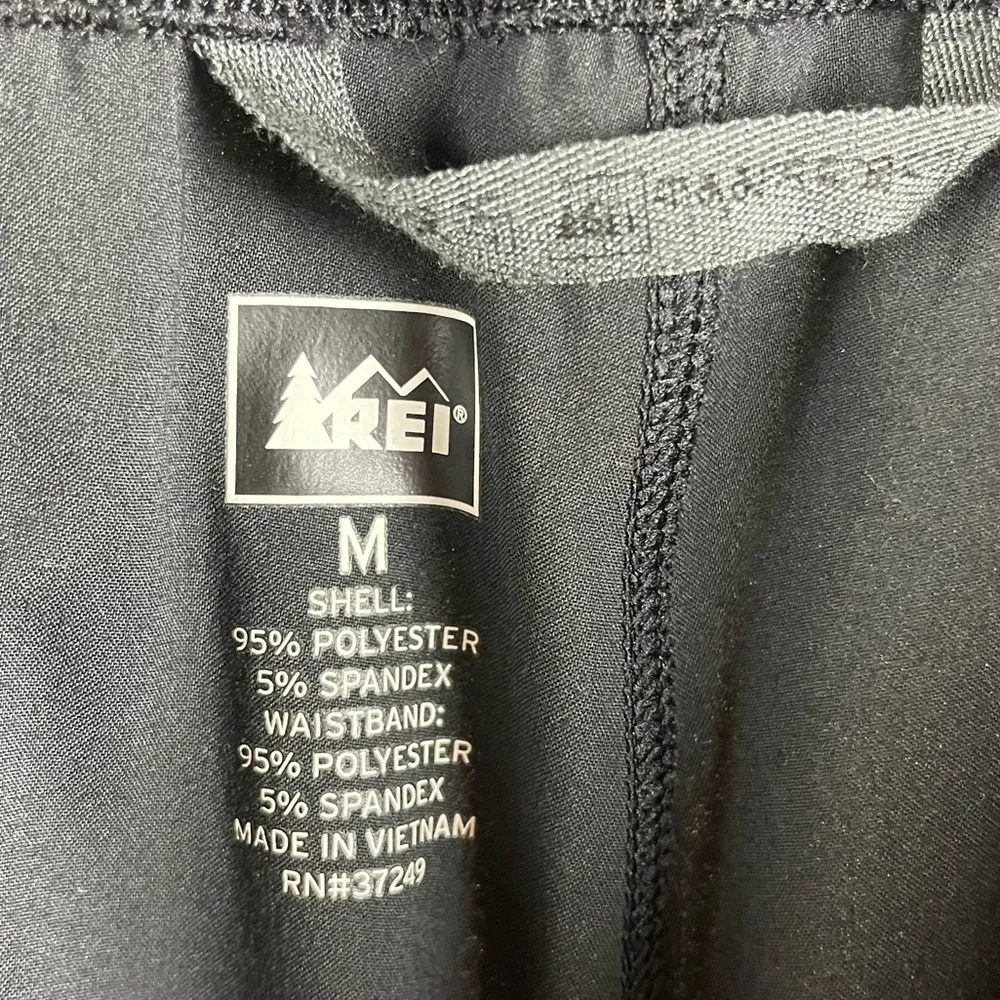 REI®
M
SHELL:
95% POLYESTER
5% SPANDEX
WAISTBAND:
95% POLYESTER
5% SPANDEX
MADE IN VIETNAM
RN#37249